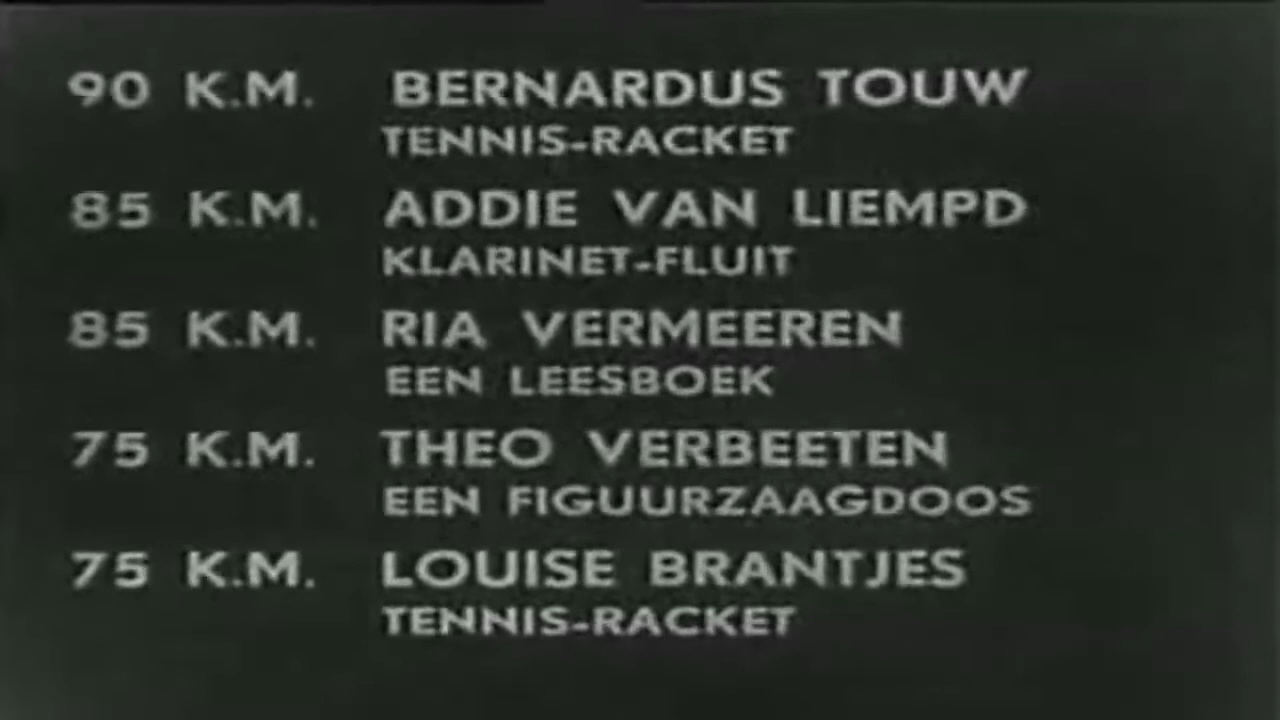 90 K.M. BERNARDUS TOUW
TENNIS-RACKET
85 K.M. ADDIE VAN LIEMPD
KLARINET-FLUIT
85 K.M. RIA VERMEEREN
EEN LEESBOEK
75 K.M. THEO VERBEETEN
EEN FIGUURZAAGDOOS
75 K.M. LOUISE BRANTJES
TENNIS-RACKET